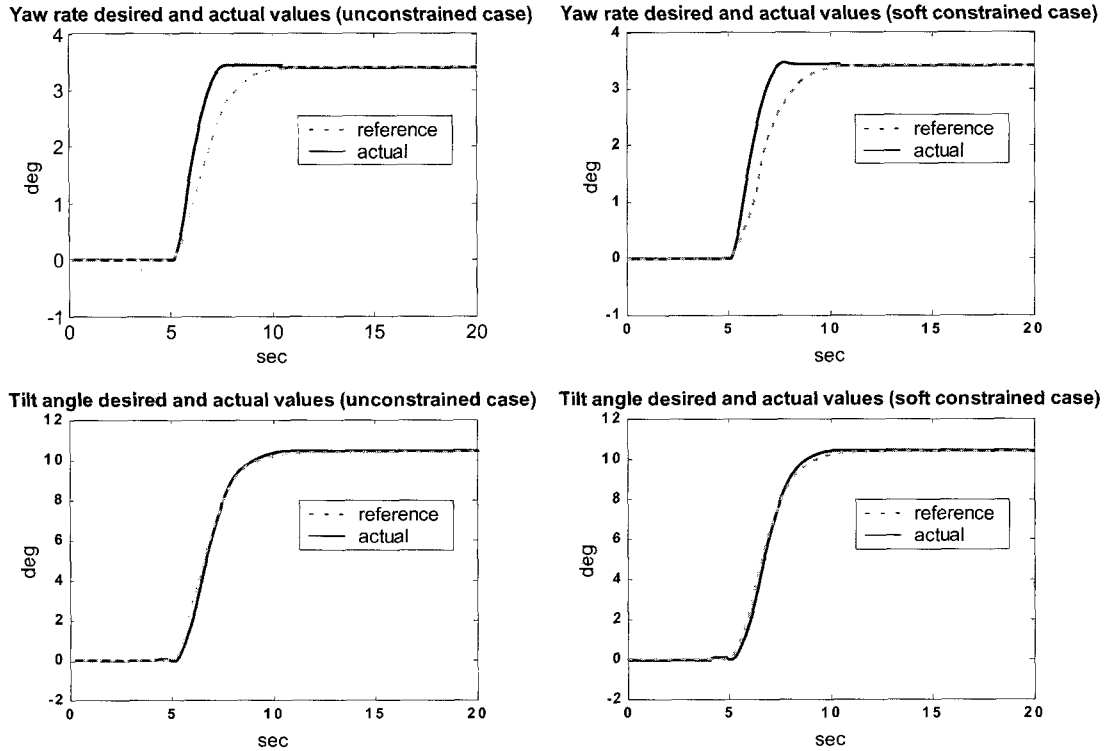 Yaw rate desired and actual values (unconstrained case)
4
3
2
1
0
-1
deg
reference
actual
0 5 10 15 20
sec
Yaw rate desired and actual values (soft constrained case)
4
3
2
1
0
-1
deg
reference
actual
0 5 10 15 20
sec
Tilt angle desired and actual values (unconstrained case)
12
10
8
6
4
2
0
-2
deg
reference
actual
0 5 10 15 20
sec
Tilt angle desired and actual values (soft constrained case)
12
10
8
6
4
2
0
-2
deg
reference
actual
0 5 10 15 20
sec